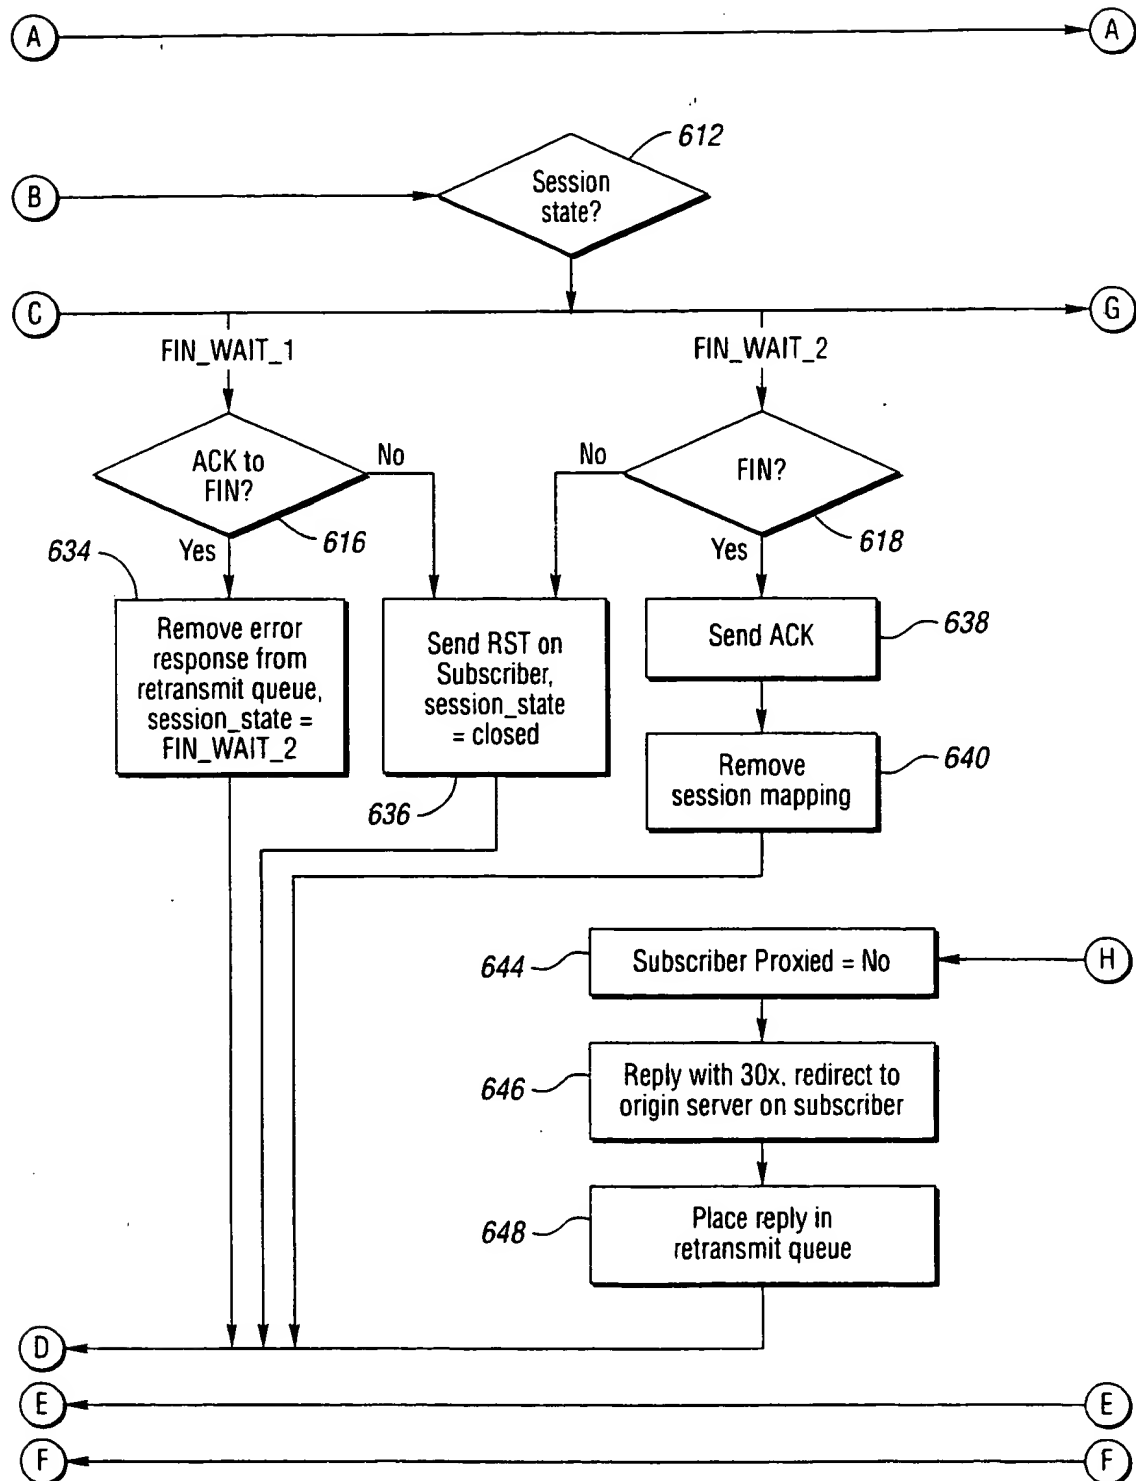 A
A
612
B
Session
state?
C
G
FIN_WAIT_1
FIN_WAIT_2
ACK to
FIN?
No
No
FIN?
616
618
634
Yes
Yes
Remove error
response from
retransmit queue,
session_state =
FIN_WAIT_2
Send RST on
Subscriber,
session_state
= closed
Send ACK
638
636
Remove
session mapping
640
644
Subscriber Proxied = No
H
646
Reply with 30x, redirect to
origin server on subscriber
648
Place reply in
retransmit queue
D
E
E
F
F